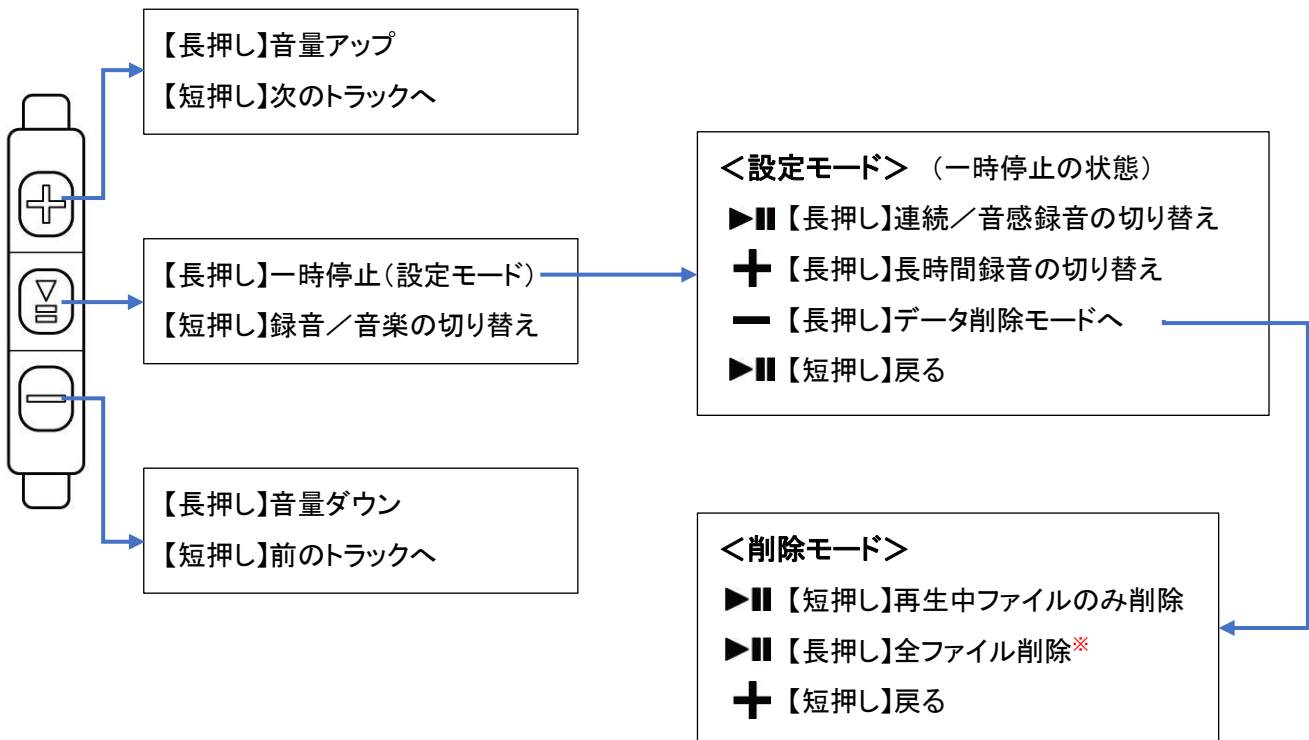 【長押し】音量アップ
【短押し】次のトラックへ
【長押し】一時停止(設定モード)
【短押し】録音／音楽の切り替え
【長押し】音量ダウン
【短押し】前のトラックへ
＜設定モード＞ （一時停止の状態）
▶II【長押し】連続／音感録音の切り替え
＋【長押し】長時間録音の切り替え
ー【長押し】データ削除モードへ
▶II【短押し】戻る
＜削除モード＞
▶II【短押し】再生中ファイルのみ削除
▶II【長押し】全ファイル削除※
＋【短押し】戻る